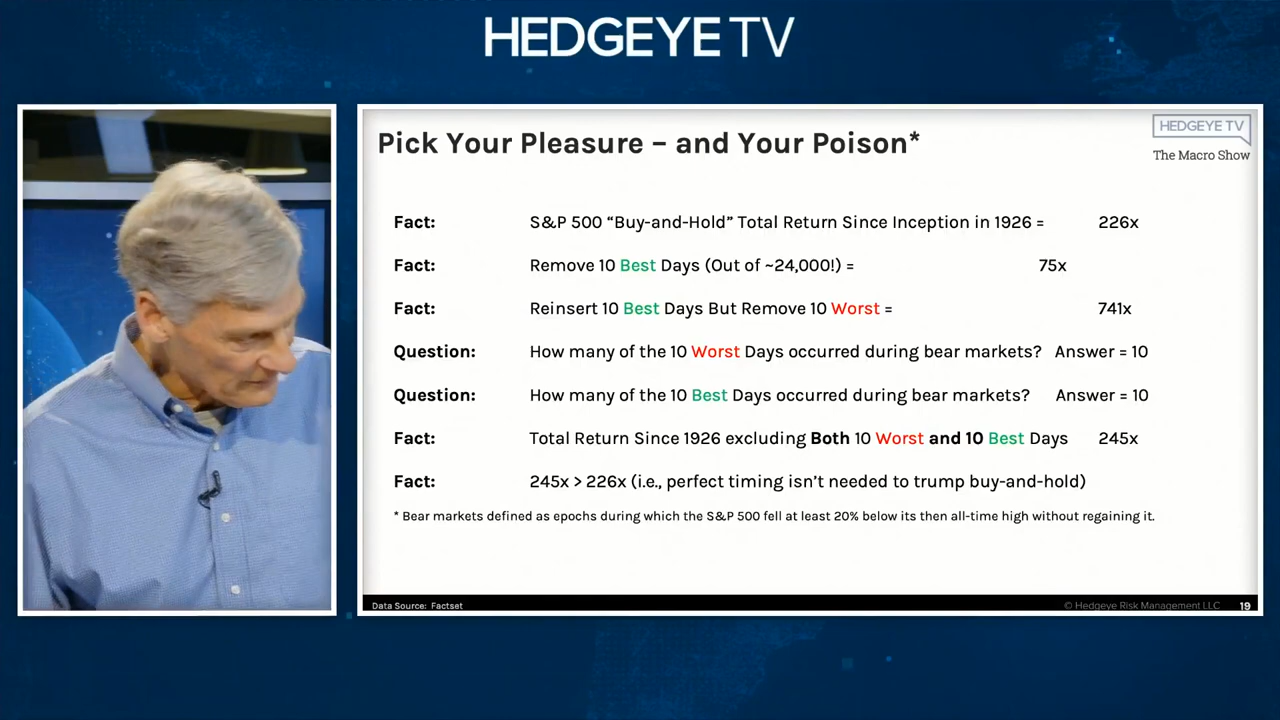 HEDGEYE TV
Pick Your Pleasure – and Your Poison*
HEDGEYE TV
The Macro Show
Fact: S&P 500 “Buy-and-Hold” Total Return Since Inception in 1926 = 226x
Fact: Remove 10 Best Days (Out of ~24,000!) = 75x
Fact: Reinsert 10 Best Days But Remove 10 Worst = 741x
Question: How many of the 10 Worst Days occurred during bear markets? Answer = 10
Question: How many of the 10 Best Days occurred during bear markets? Answer = 10
Fact: Total Return Since 1926 excluding Both 10 Worst and 10 Best Days 245x
Fact: 245x > 226x (i.e., perfect timing isn’t needed to trump buy-and-hold)
* Bear markets defined as epochs during which the S&P 500 fell at least 20% below its then all-time high without regaining it.
Data Source: Factset © Hedgeye Risk Management LLC 19